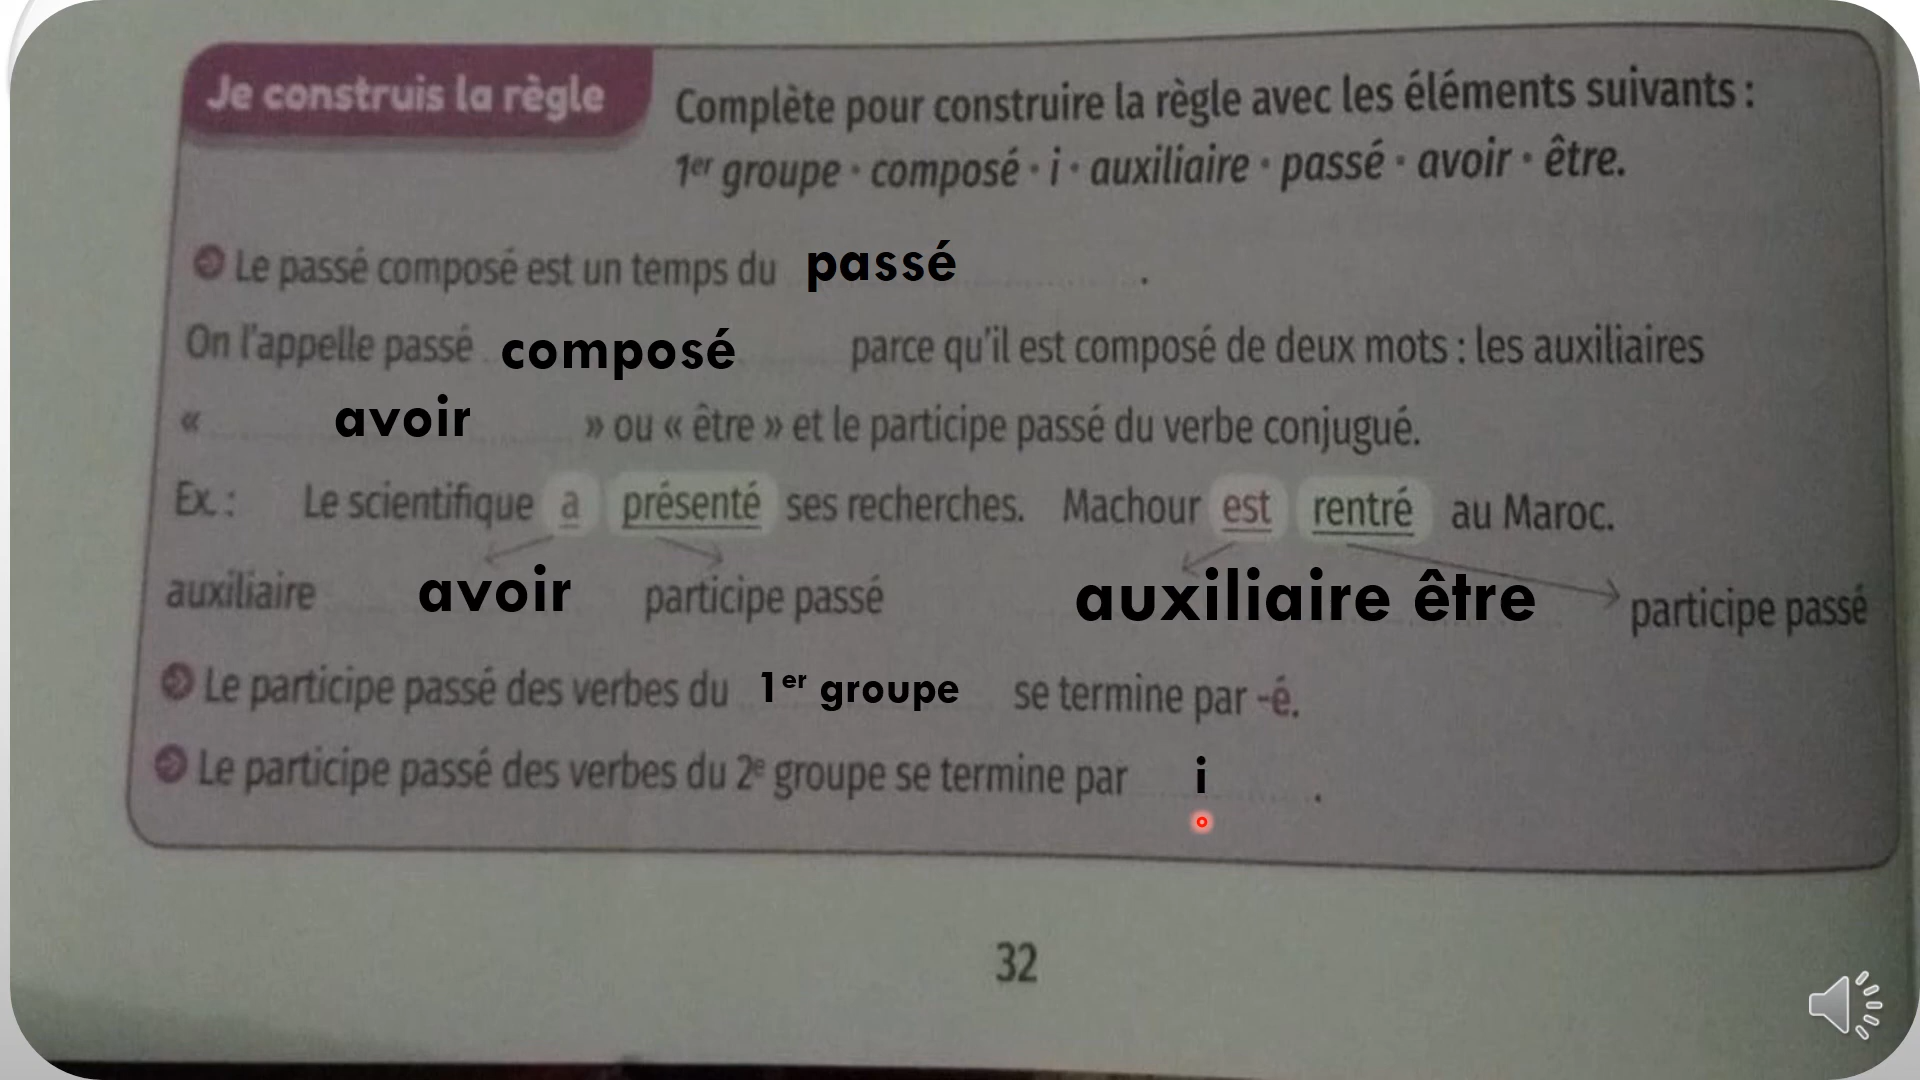 Je construis la règle
Complète pour construire la règle avec les éléments suivants :
1er groupe · composé · i · auxiliaire · passé · avoir · être.
Le passé composé est un temps du passé .
On l'appelle passé composé parce qu'il est composé de deux mots : les auxiliaires
« avoir » ou « être » et le participe passé du verbe conjugué.
Ex. : Le scientifique a présenté ses recherches. Machour est rentré au Maroc.
auxiliaire avoir participe passé auxiliaire être participe passé
Le participe passé des verbes du 1er groupe se termine par -é.
Le participe passé des verbes du 2e groupe se termine par i .
32